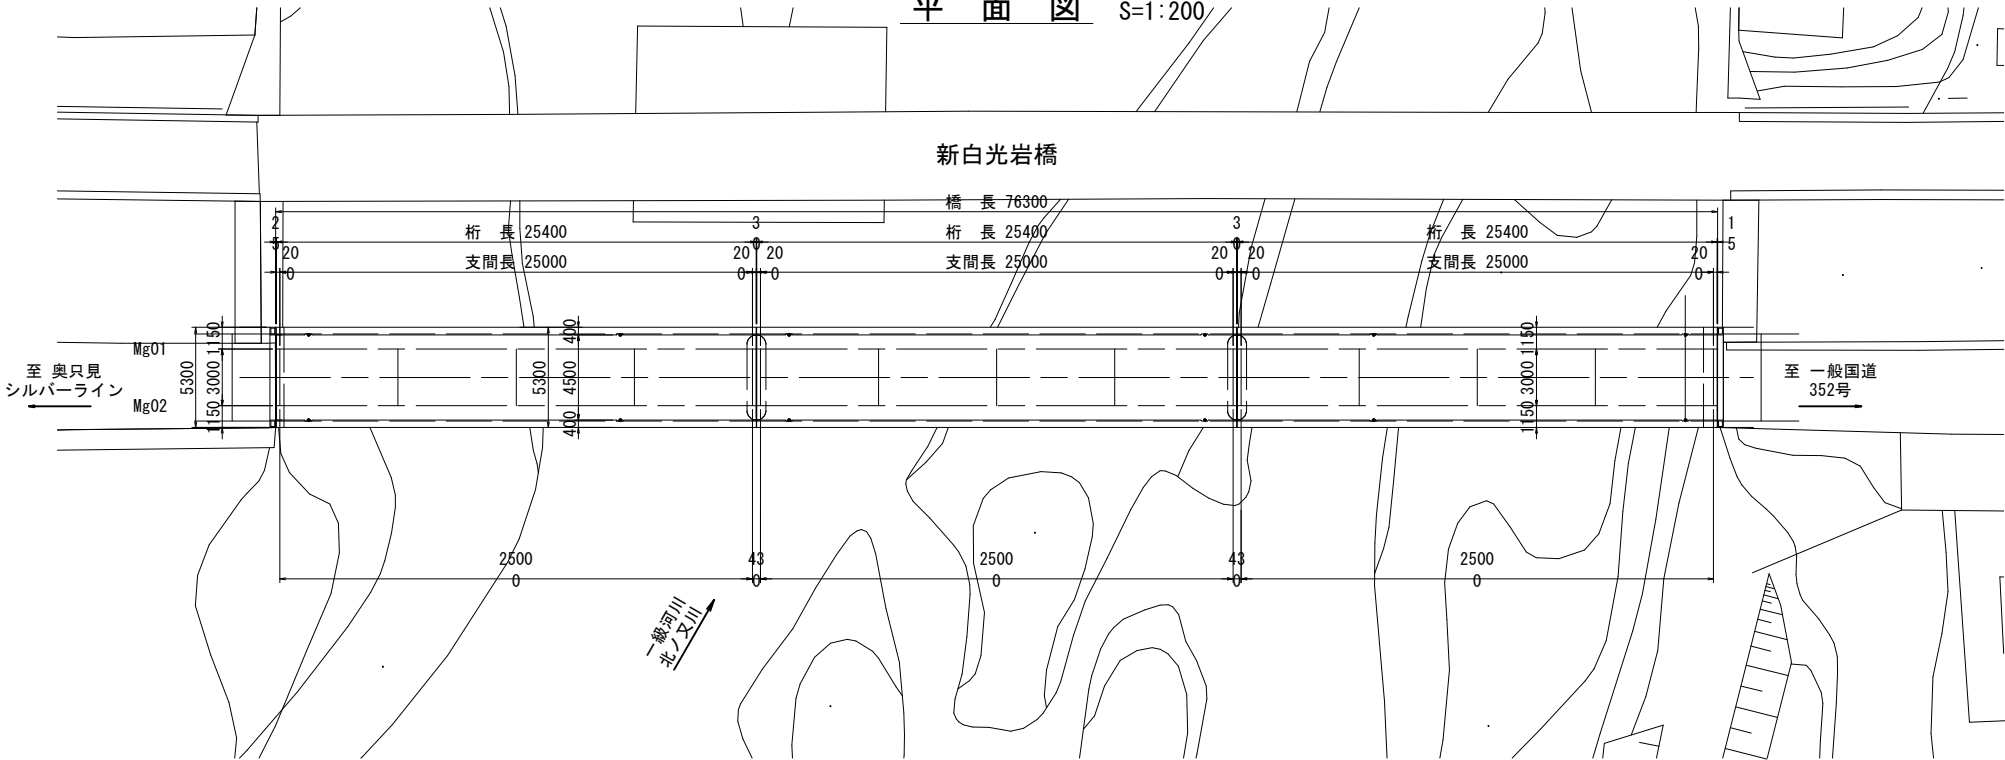 平 面 図 S=1:200
新白光岩橋
橋 長 76300
2
5
桁 長 25400
3
0
桁 長 25400
3
0
桁 長 25400
1
5
20
0
支間長 25000
20
0
20
0
支間長 25000
20
0
20
0
支間長 25000
20
0
Mg01
Mg02
至 奥只見
シルバーライン
5300
1150
3000
1150
5300
400
4500
400
1150
3000
1150
至 一般国道
352号
2500
0
43
0
2500
0
43
0
2500
0
一級河川
北ノ又川